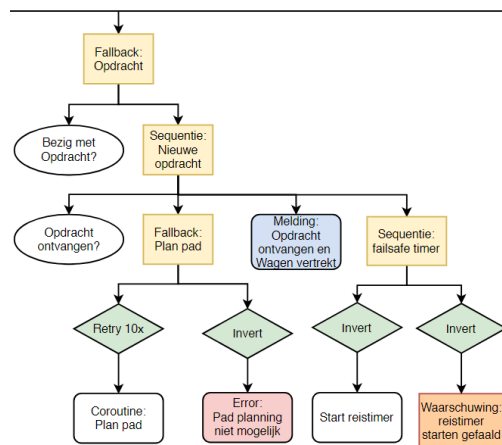 Fallback:
Opdracht
Bezig met
Opdracht?
Sequentie:
Nieuwe
opdracht
Opdracht
ontvangen?
Fallback:
Plan pad
Melding:
Opdracht
ontvangen en
Wagen vertrekt
Sequentie:
failsafe timer
Retry 10x
Invert
Invert
Invert
Coroutine:
Plan pad
Error:
Pad planning
niet mogelijk
Start reistimer
Waarschuwing:
reistimer
starten gefaald